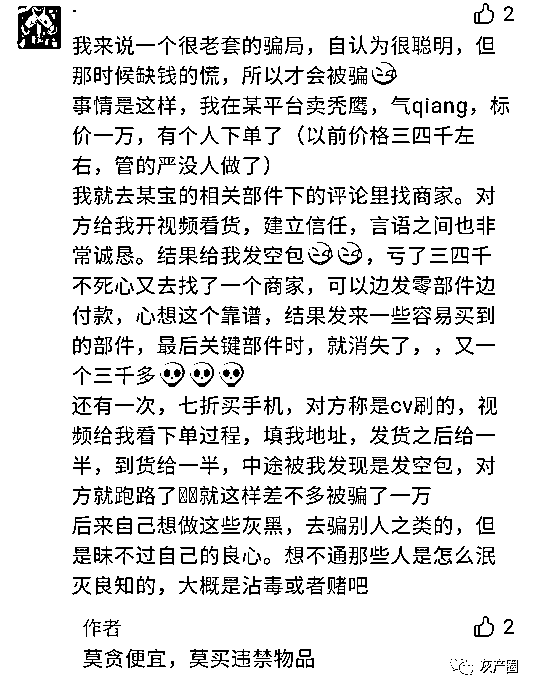 .
2
我来说一个很老套的骗局，自认为很聪明，但
那时候缺钱的慌，所以才会被骗
事情是这样，我在某平台卖秃鹰，气qiang，标
价一万，有个人下单了（以前价格三四千左
右，管的严没人做了）
我就去某宝的相关部件下的评论里找商家。对
方给我开视频看货，建立信任，言语之间也非
常诚恳。结果给我发空包，亏了三四千
不死心又去找了一个商家，可以边发零部件边
付款，心想这个靠谱，结果发来一些容易买到
的部件，最后关键部件时，就消失了，，又一
个三千多
还有一次，七折买手机，对方称是cv刷的，视
频给我看下单过程，填我地址，发货之后给一
半，到货给一半，中途被我发现是发空包，对
方就跑路了就这样差不多被骗了一万
后来自己想做这些灰黑，去骗别人之类的，但
是昧不过自己的良心。想不通那些人是怎么泯
灭良知的，大概是沾毒或者赌吧
作者
2
莫贪便宜，莫买违禁物品
灰产圈